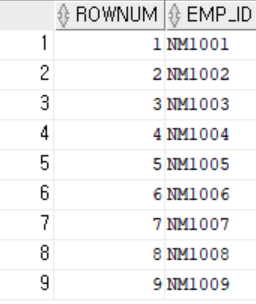 ROWNUM EMP_ID
1 1 NM1001
2 2 NM1002
3 3 NM1003
4 4 NM1004
5 5 NM1005
6 6 NM1006
7 7 NM1007
8 8 NM1008
9 9 NM1009